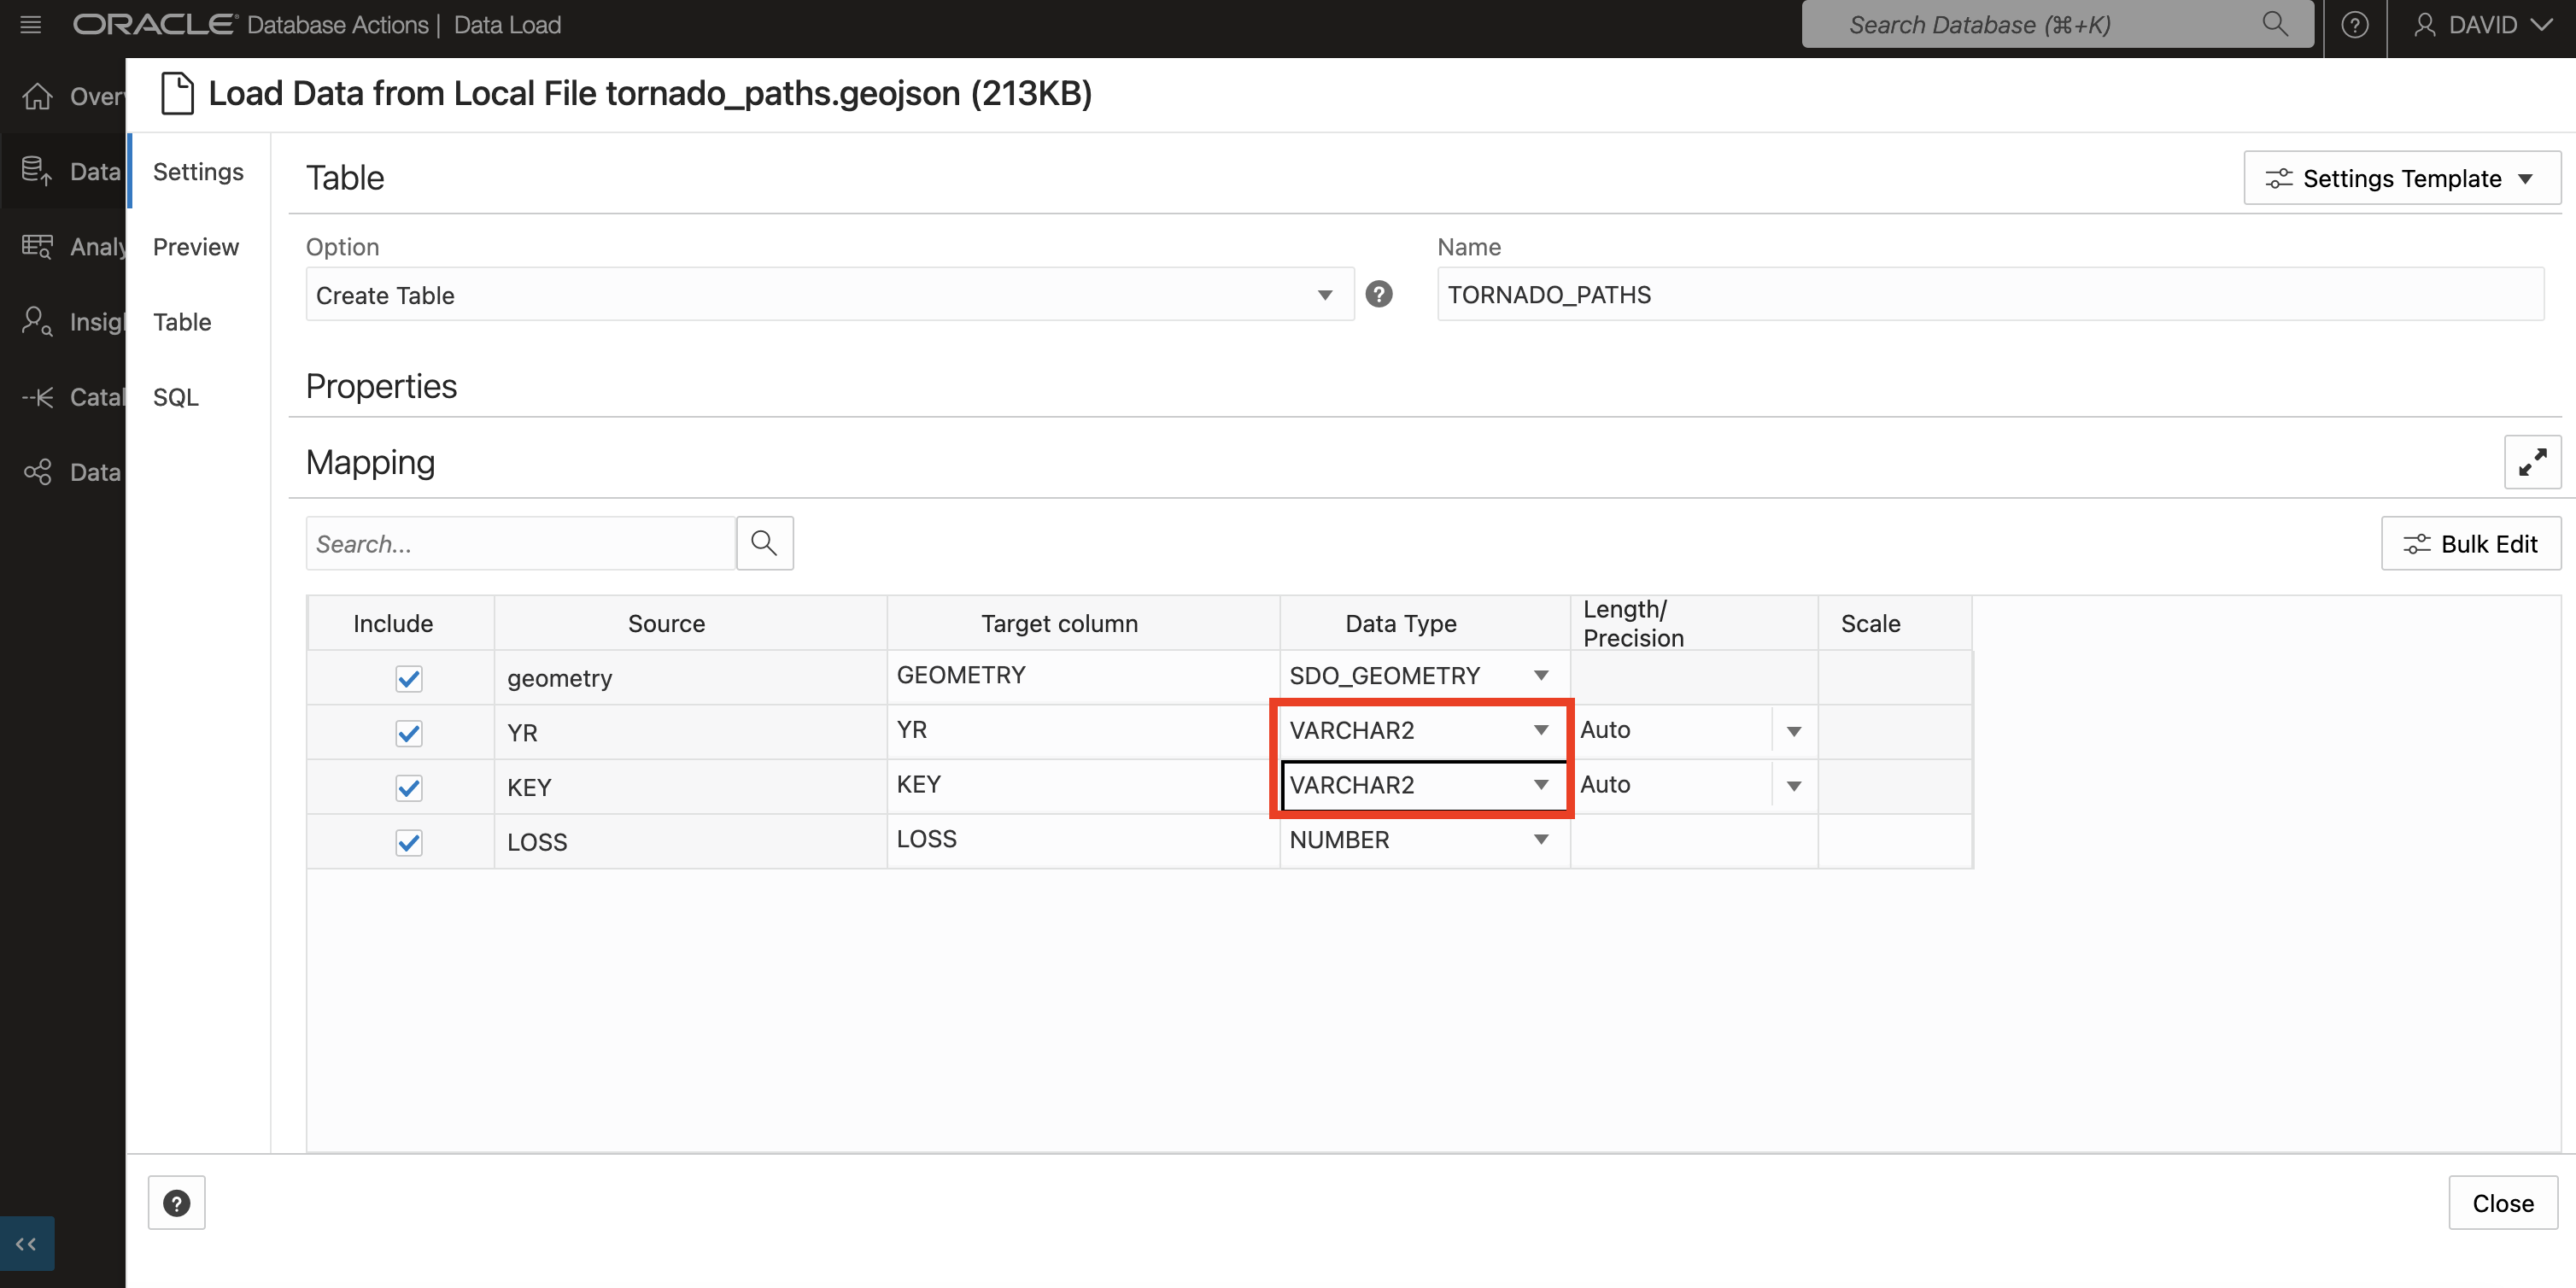 ORACLE® Database Actions | Data Load
Search Database (⌘+K)
DAVID
Load Data from Local File tornado_paths.geojson (213KB)
Over
Data
Analy
Insigh
Catal
Data
Settings
Preview
Table
SQL
Table
Settings Template
Option
Name
Create Table
TORNADO_PATHS
Properties
Mapping
Search...
Bulk Edit
Include Source Target column Data Type Length/ Precision Scale
geometry GEOMETRY SDO_GEOMETRY
YR YR VARCHAR2 Auto
KEY KEY VARCHAR2 Auto
LOSS LOSS NUMBER
Close